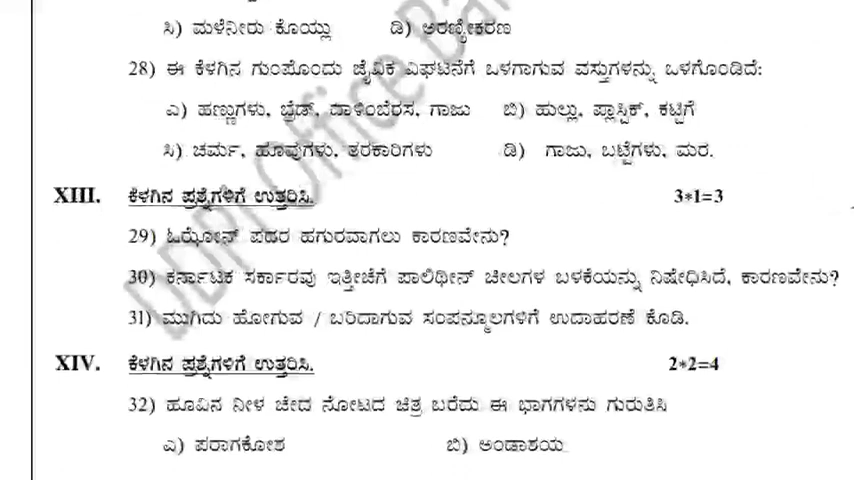 ಸಿ) ಮಳೆನೀರು ಕೊಯ್ಲು ಡಿ) ಅರಣ್ಯೀಕರಣ
28) ಈ ಕೆಳಗಿನ ಗುಂಪೊಂದು ಜೈವಿಕ ವಿಘಟನೆಗೆ ಒಳಗಾಗುವ ವಸ್ತುಗಳನ್ನು ಒಳಗೊಂಡಿದೆ:
ಎ) ಹಣ್ಣುಗಳು, ಬ್ರೆಡ್, ದಾಳಿಂಬೆರಸ, ಗಾಜು ಬಿ) ಹುಲ್ಲು, ಪ್ಲಾಸ್ಟಿಕ್, ಕಟ್ಟಿಗೆ
ಸಿ) ಚರ್ಮ, ಹೂವುಗಳು, ತರಕಾರಿಗಳು ಡಿ) ಗಾಜು, ಬಟ್ಟೆಗಳು, ಮರ.
XIII. ಕೆಳಗಿನ ಪ್ರಶ್ನೆಗಳಿಗೆ ಉತ್ತರಿಸಿ. 3*1=3
29) ಓಝೋನ್ ಪದರ ಹಗುರವಾಗಲು ಕಾರಣವೇನು?
30) ಕರ್ನಾಟಕ ಸರ್ಕಾರವು ಇತ್ತೀಚೆಗೆ ಪಾಲಿಥೀನ್ ಚೀಲಗಳ ಬಳಕೆಯನ್ನು ನಿಷೇಧಿಸಿದೆ, ಕಾರಣವೇನು?
31) ಮುಗಿದು ಹೋಗುವ / ಬರಿದಾಗುವ ಸಂಪನ್ಮೂಲಗಳಿಗೆ ಉದಾಹರಣೆ ಕೊಡಿ.
XIV. ಕೆಳಗಿನ ಪ್ರಶ್ನೆಗಳಿಗೆ ಉತ್ತರಿಸಿ. 2*2=4
32) ಹೂವಿನ ನೀಳ ಚೇದ ನೋಟದ ಚಿತ್ರ ಬರೆದು ಈ ಭಾಗಗಳನು ಗುರುತಿಸಿ
ಎ) ಪರಾಗಕೋಶ ಬಿ) ಅಂಡಾಶಯ
DDPI Office